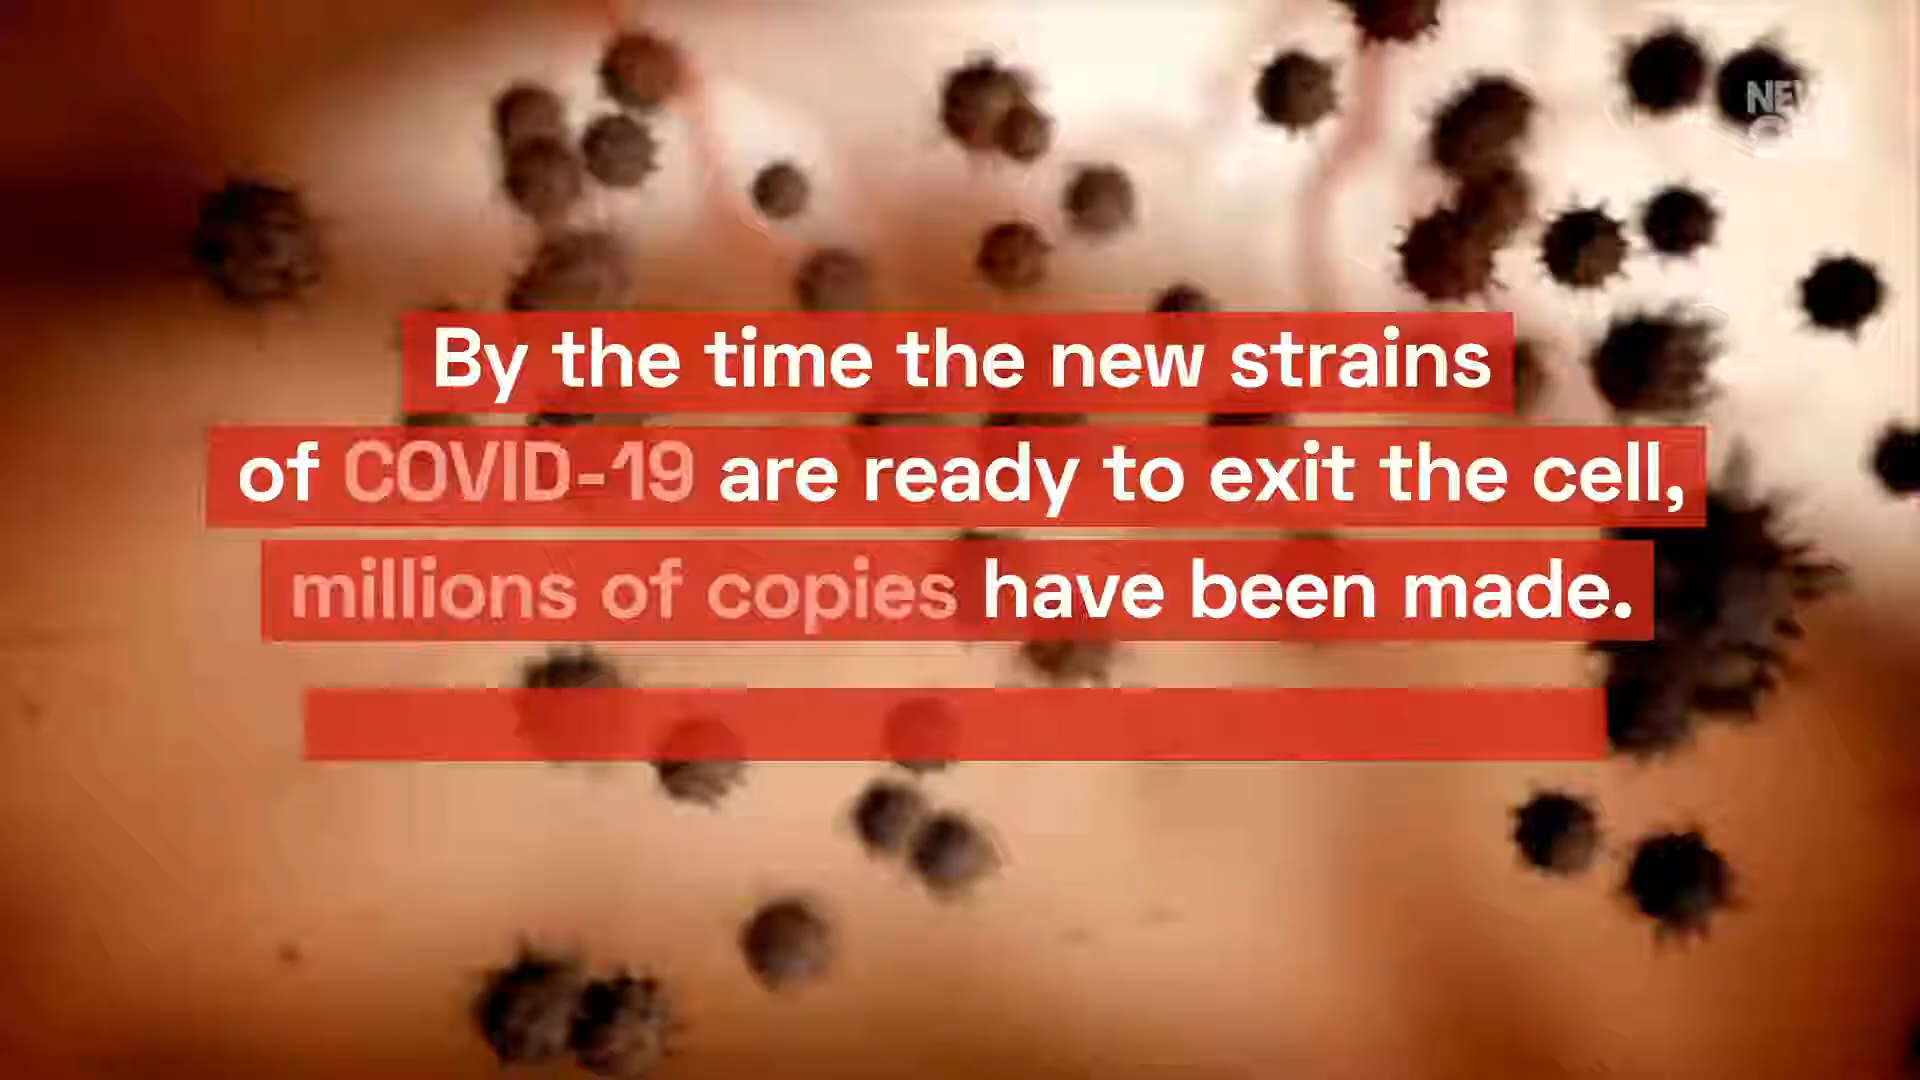 By the time the new strains
of COVID-19 are ready to exit the cell,
millions of copies have been made.